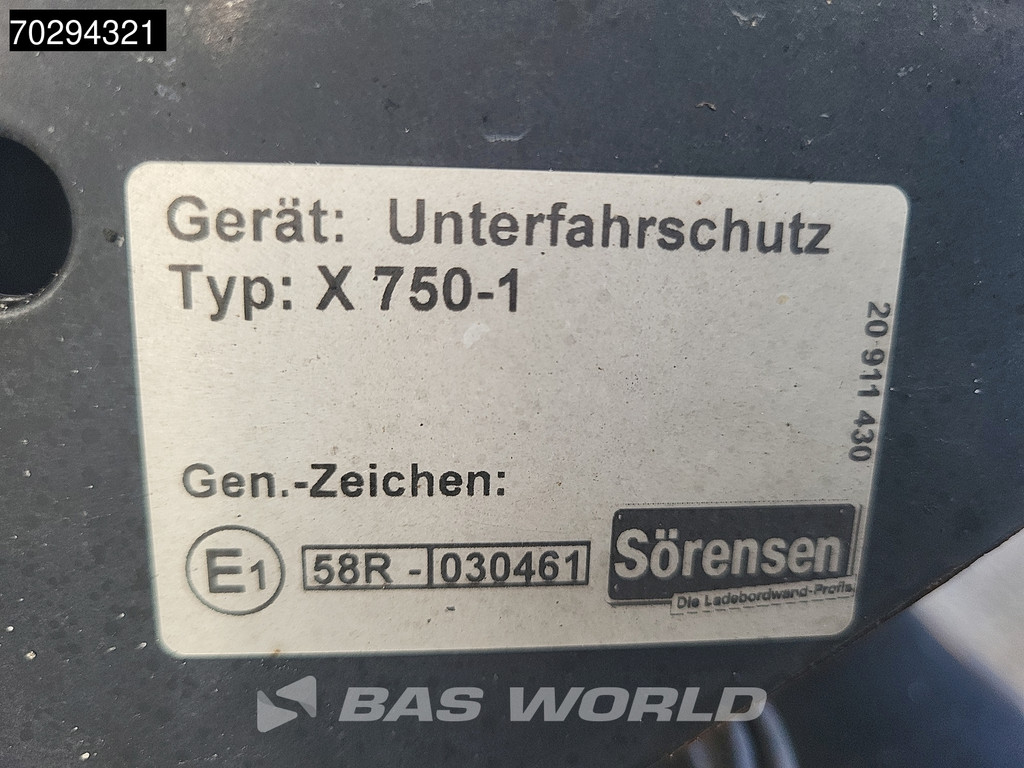 70294321
Gerät: Unterfahrschutz
Typ: X 750-1
20 911 430
Gen.-Zeichen:
E1 58R - 030461
Sörensen
Die Ladebordwand-Profis.
BAS WORLD